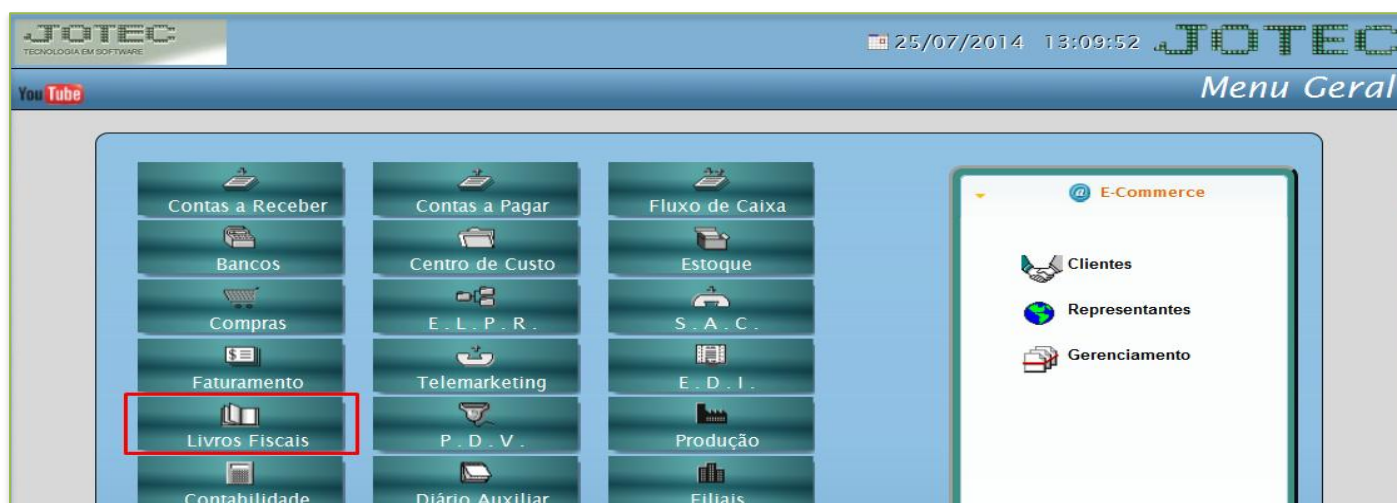 JOTEC
TECNOLOGIA EM SOFTWARE
25/07/2014 13:09:52 JOTEC
YouTube
Menu Geral
Contas a Receber Contas a Pagar Fluxo de Caixa
@ E-Commerce
Bancos Centro de Custo Estoque
Clientes
Compras E.L.P.R. S.A.C.
Representantes
Faturamento Telemarketing E.D.I.
Gerenciamento
Livros Fiscais P.D.V. Produção
Contabilidade Diário Auxiliar Filiais